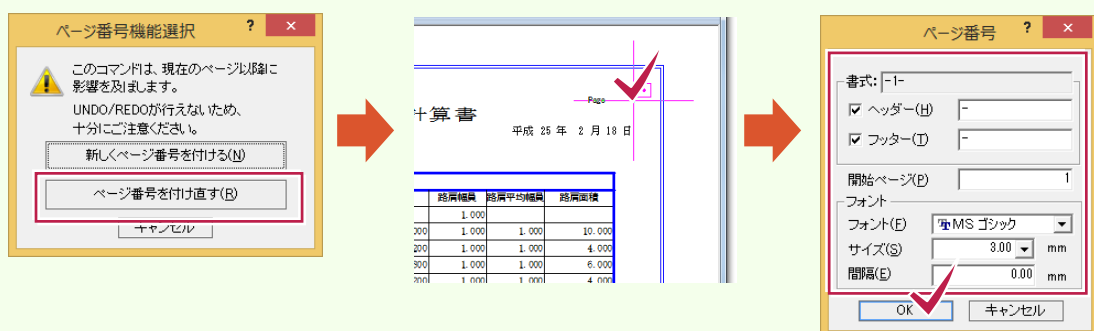 ページ番号機能選択 ? ×
このコマンドは、現在のページ以降に
影響を及ぼします。
UNDO/REDOが行えないため、
十分にご注意ください。
新しくページ番号を付ける(N)
ページ番号を付け直す(R)
キャンセル
Page
計算書
平成 25 年 2 月 18 日
路肩幅員 路肩平均幅員 路肩面積
1.000
000 1.000 1.000 10.000
200 1.000 1.000 4.000
300 1.000 1.000 6.000
200 1.000 1.000 4.000
ページ番号 ? ×
書式: -1-
ヘッダー(H) -
フッター(T) -
開始ページ(P) 1
フォント
フォント(F) MS ゴシック
サイズ(S) 3.00 mm
間隔(E) 0.00 mm
OK キャンセル